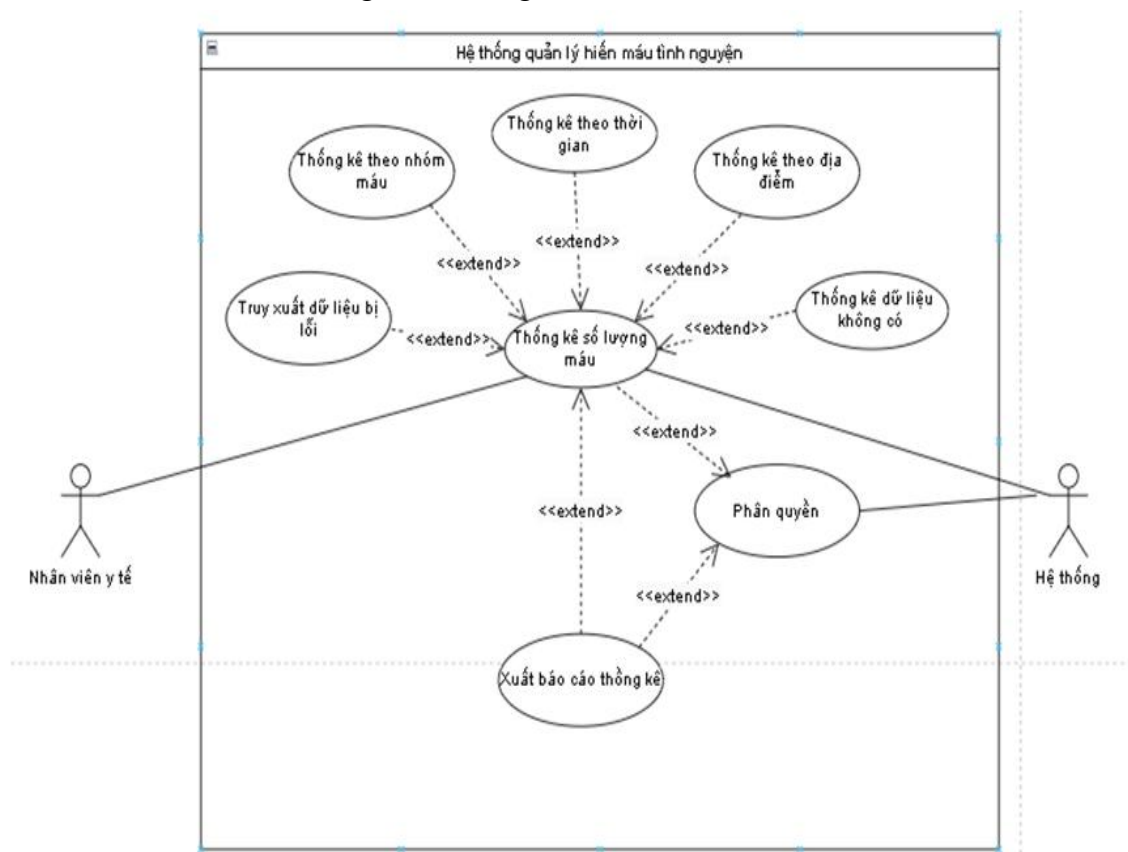 Hệ thống quản lý hiến máu tình nguyện
Thống kê theo thời
gian
Thống kê theo nhóm
máu
Thống kê theo địa
điểm
<<extend>>
<<extend>>
<<extend>>
Truy xuất dữ liệu bị
lỗi
Thống kê dữ liệu
không có
<<extend>>
Thống kê số lượng
máu
<<extend>>
<<extend>>
<<extend>>
Phân quyền
Nhân viên y tế
Hệ thống
<<extend>>
Xuất báo cáo thồng kê